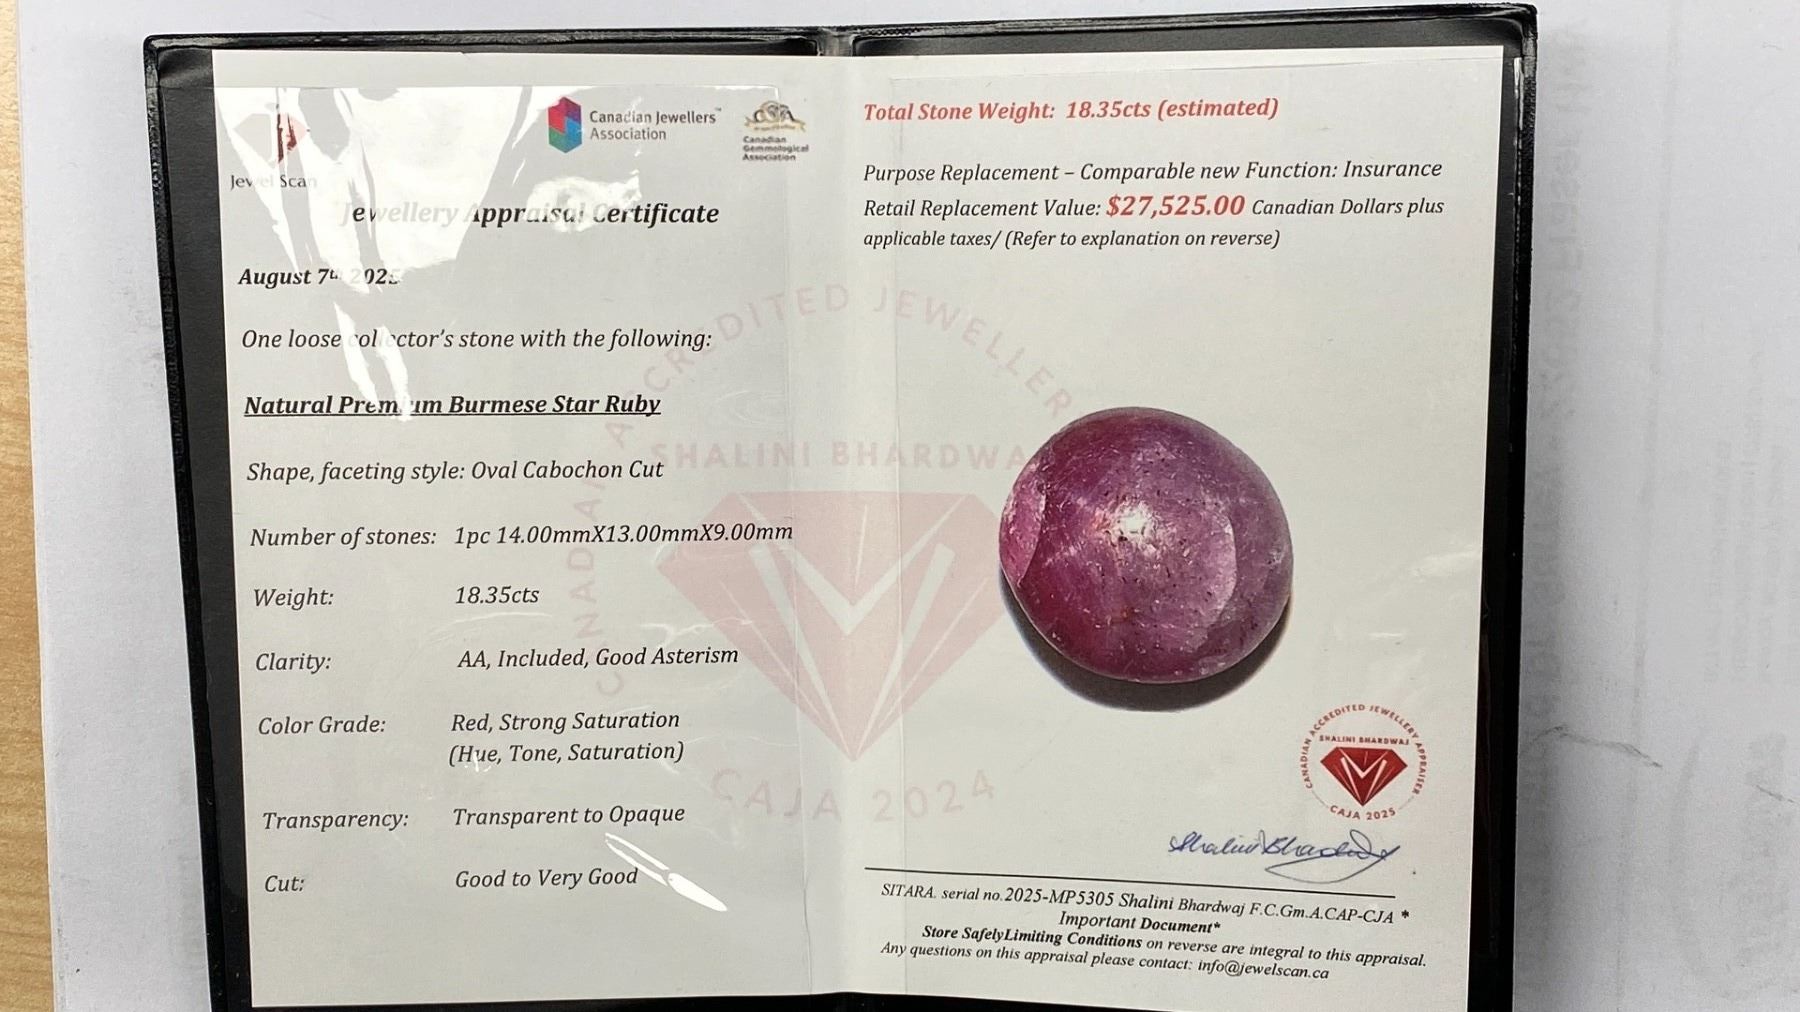 Jewel Scan
Canadian Jewellers™
Association
CGA
Canadian
Gemmological
Association
Jewellery Appraisal Certificate
August 7th 2025
One loose collector's stone with the following:
Natural Premium Burmese Star Ruby
Shape, faceting style: Oval Cabochon Cut
Number of stones: 1pc 14.00mmX13.00mmX9.00mm
Weight: 18.35cts
Clarity: AA, Included, Good Asterism
Color Grade: Red, Strong Saturation
(Hue, Tone, Saturation)
Transparency: Transparent to Opaque
Cut: Good to Very Good
CANADIAN ACCREDITED JEWELLERY
SHALINI BHARDWAJ
CAJA 2024
Total Stone Weight: 18.35cts (estimated)
Purpose Replacement – Comparable new Function: Insurance
Retail Replacement Value: $27,525.00 Canadian Dollars plus
applicable taxes/ (Refer to explanation on reverse)
CANADIAN ACCREDITED JEWELLERY APPRAISER
SHALINI BHARDWAJ
CAJA 2025
Shalini Bhardwaj
SITARA. serial no.2025-MP5305 Shalini Bhardwaj F.C.Gm.A.CAP-CJA *
Important Document*
Store SafelyLimiting Conditions on reverse are integral to this appraisal.
Any questions on this appraisal please contact: info@jewelscan.ca